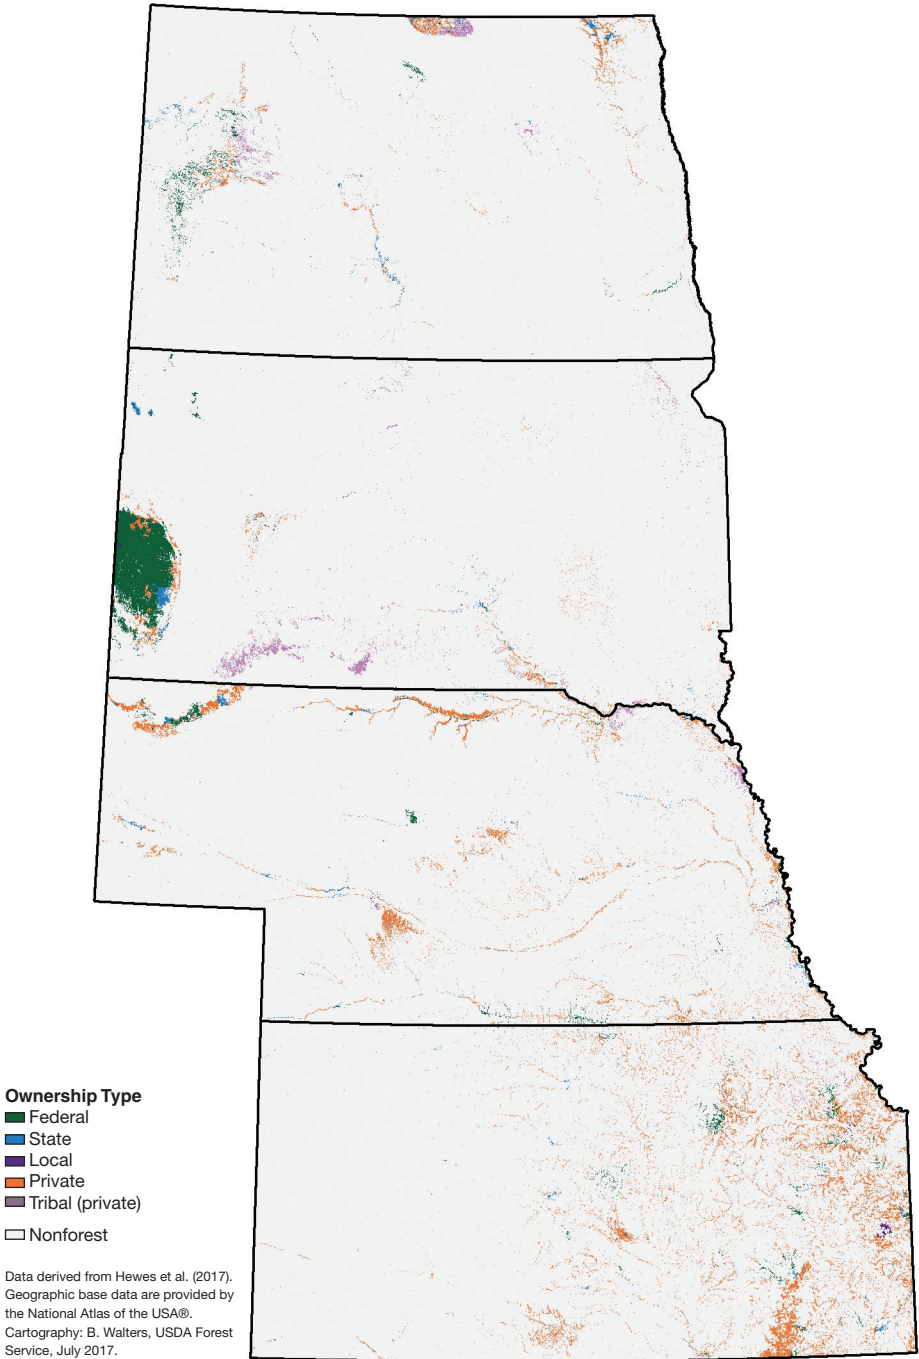 Ownership Type
Federal
State
Local
Private
Tribal (private)
Nonforest
Data derived from Hewes et al. (2017).
Geographic base data are provided by
the National Atlas of the USA®.
Cartography: B. Walters, USDA Forest
Service, July 2017.